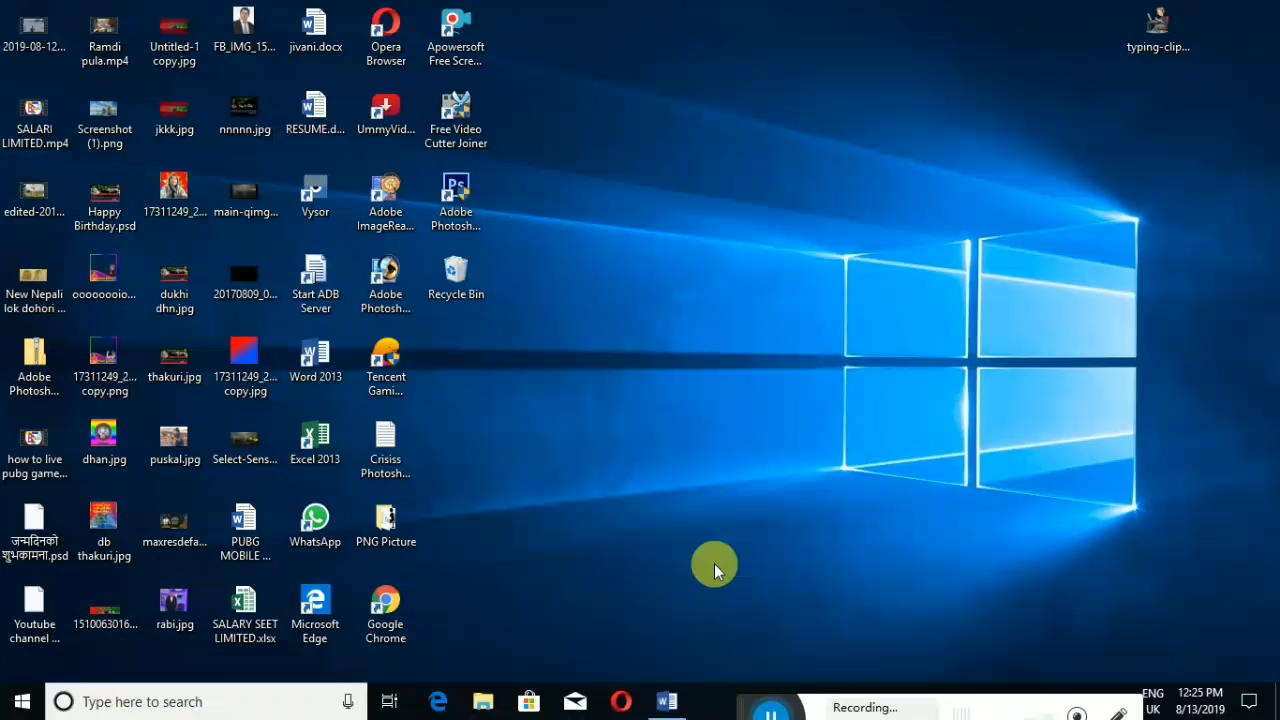 2019-08-12...
Ramdi
pula.mp4
Untitled-1
copy.jpg
FB_IMG_15...
jivani.docx
Opera
Browser
Apowersoft
Free Scre...
typing-clip...
SALARI
LIMITED.mp4
Screenshot
(1).png
jkkk.jpg
nnnnn.jpg
RESUME.d...
UmmyVid...
Free Video
Cutter Joiner
edited-201...
Happy
Birthday.psd
17311249_2...
main-qimg...
Vysor
Adobe
ImageRea...
Ps
Adobe
Photosh...
New Nepali
lok dohori ...
oooooooio...
dukhi
dhn.jpg
20170809_0...
Start ADB
Server
Adobe
Photosh...
Recycle Bin
Adobe
Photosh...
17311249_2...
copy.png
thakuri.jpg
17311249_2...
copy.jpg
Word 2013
Tencent
Gami...
how to live
pubg game...
dhan.jpg
puskal.jpg
Select-Sens...
Excel 2013
Crisiss
Photosh...
जन्मदिनको
शुभकामना.psd
db
thakuri.jpg
maxresdefa...
PUBG
MOBILE ...
WhatsApp
PNG Picture
Youtube
channel ...
1510063016...
rabi.jpg
SALARY SEET
LIMITED.xlsx
Microsoft
Edge
Google
Chrome
Type here to search
Recording...
ENG
UK
12:25 PM
8/13/2019